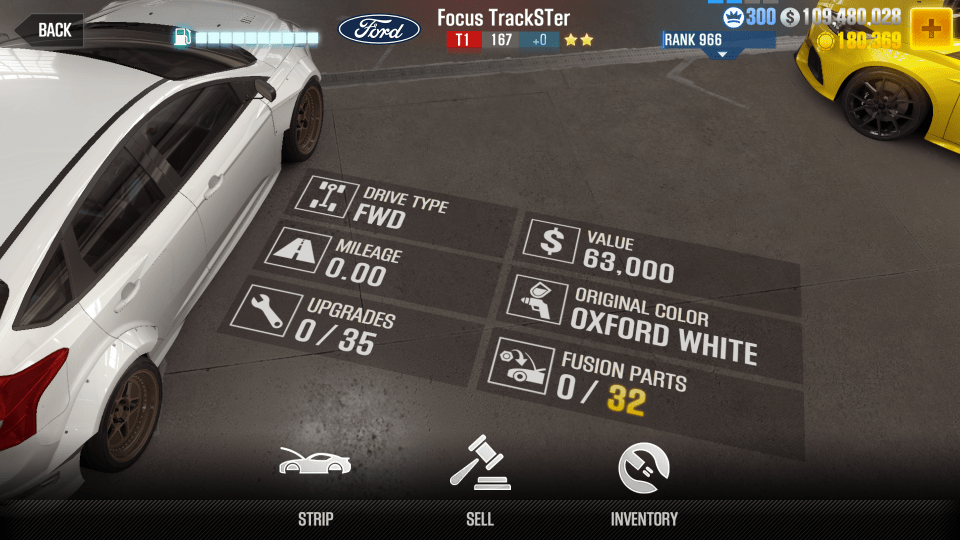 BACK
Ford
Focus TrackSTer
T1 167 +0
RANK 966
300
$ 109,480,028
180,369
DRIVE TYPE
FWD
MILEAGE
0.00
UPGRADES
0 / 35
$
VALUE
63,000
ORIGINAL COLOR
OXFORD WHITE
FUSION PARTS
0 / 32
STRIP
SELL
INVENTORY